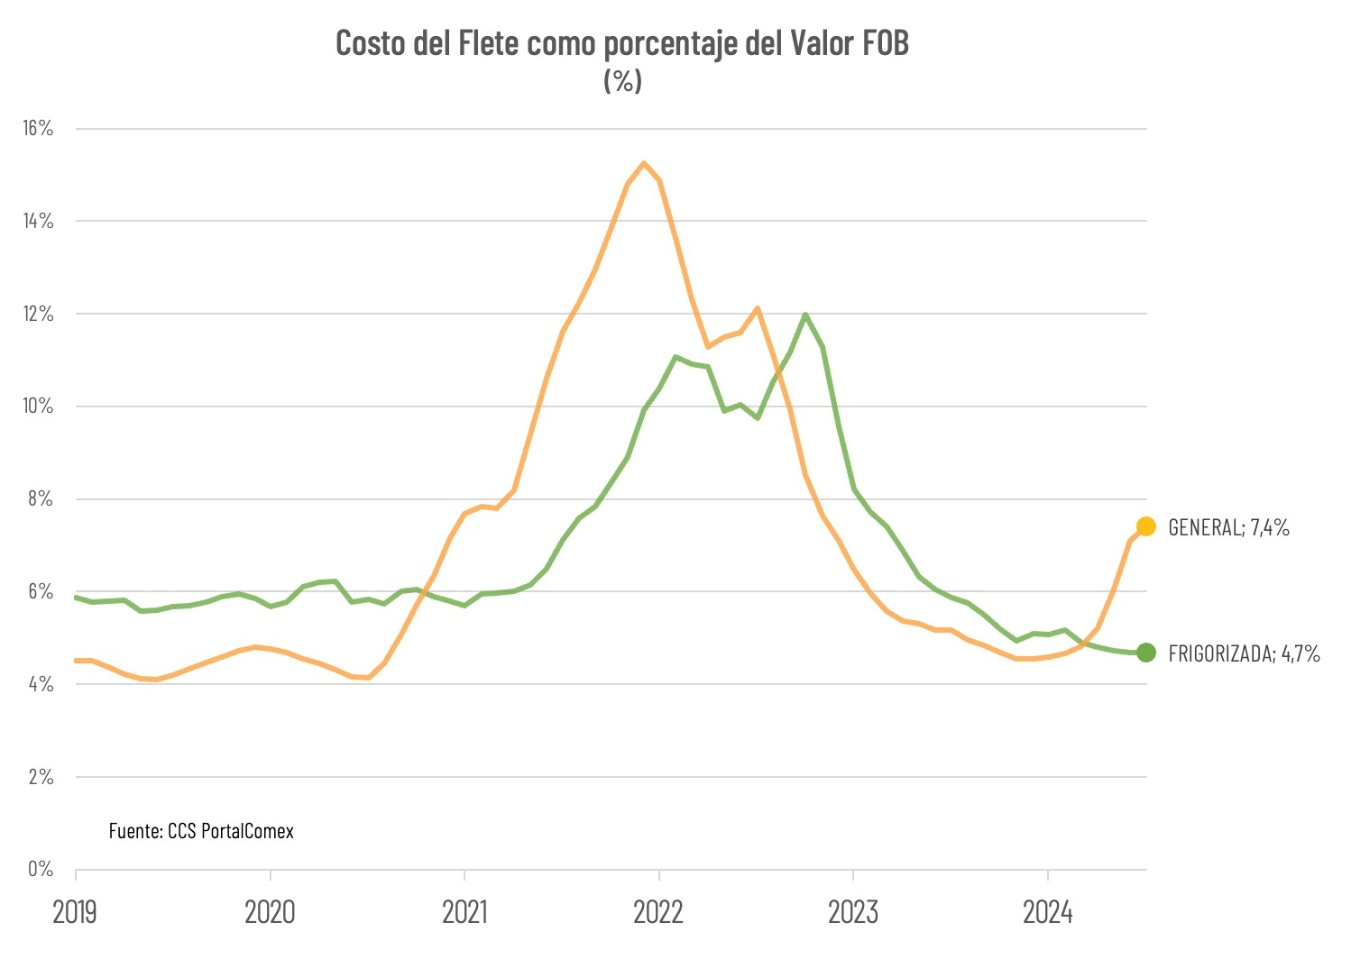 Costo del Flete como porcentaje del Valor FOB
(%)
16%
14%
12%
10%
8%
6%
4%
2%
0%
GENERAL; 7,4%
FRIGORIZADA; 4,7%
Fuente: CCS PortalComex
2019 2020 2021 2022 2023 2024